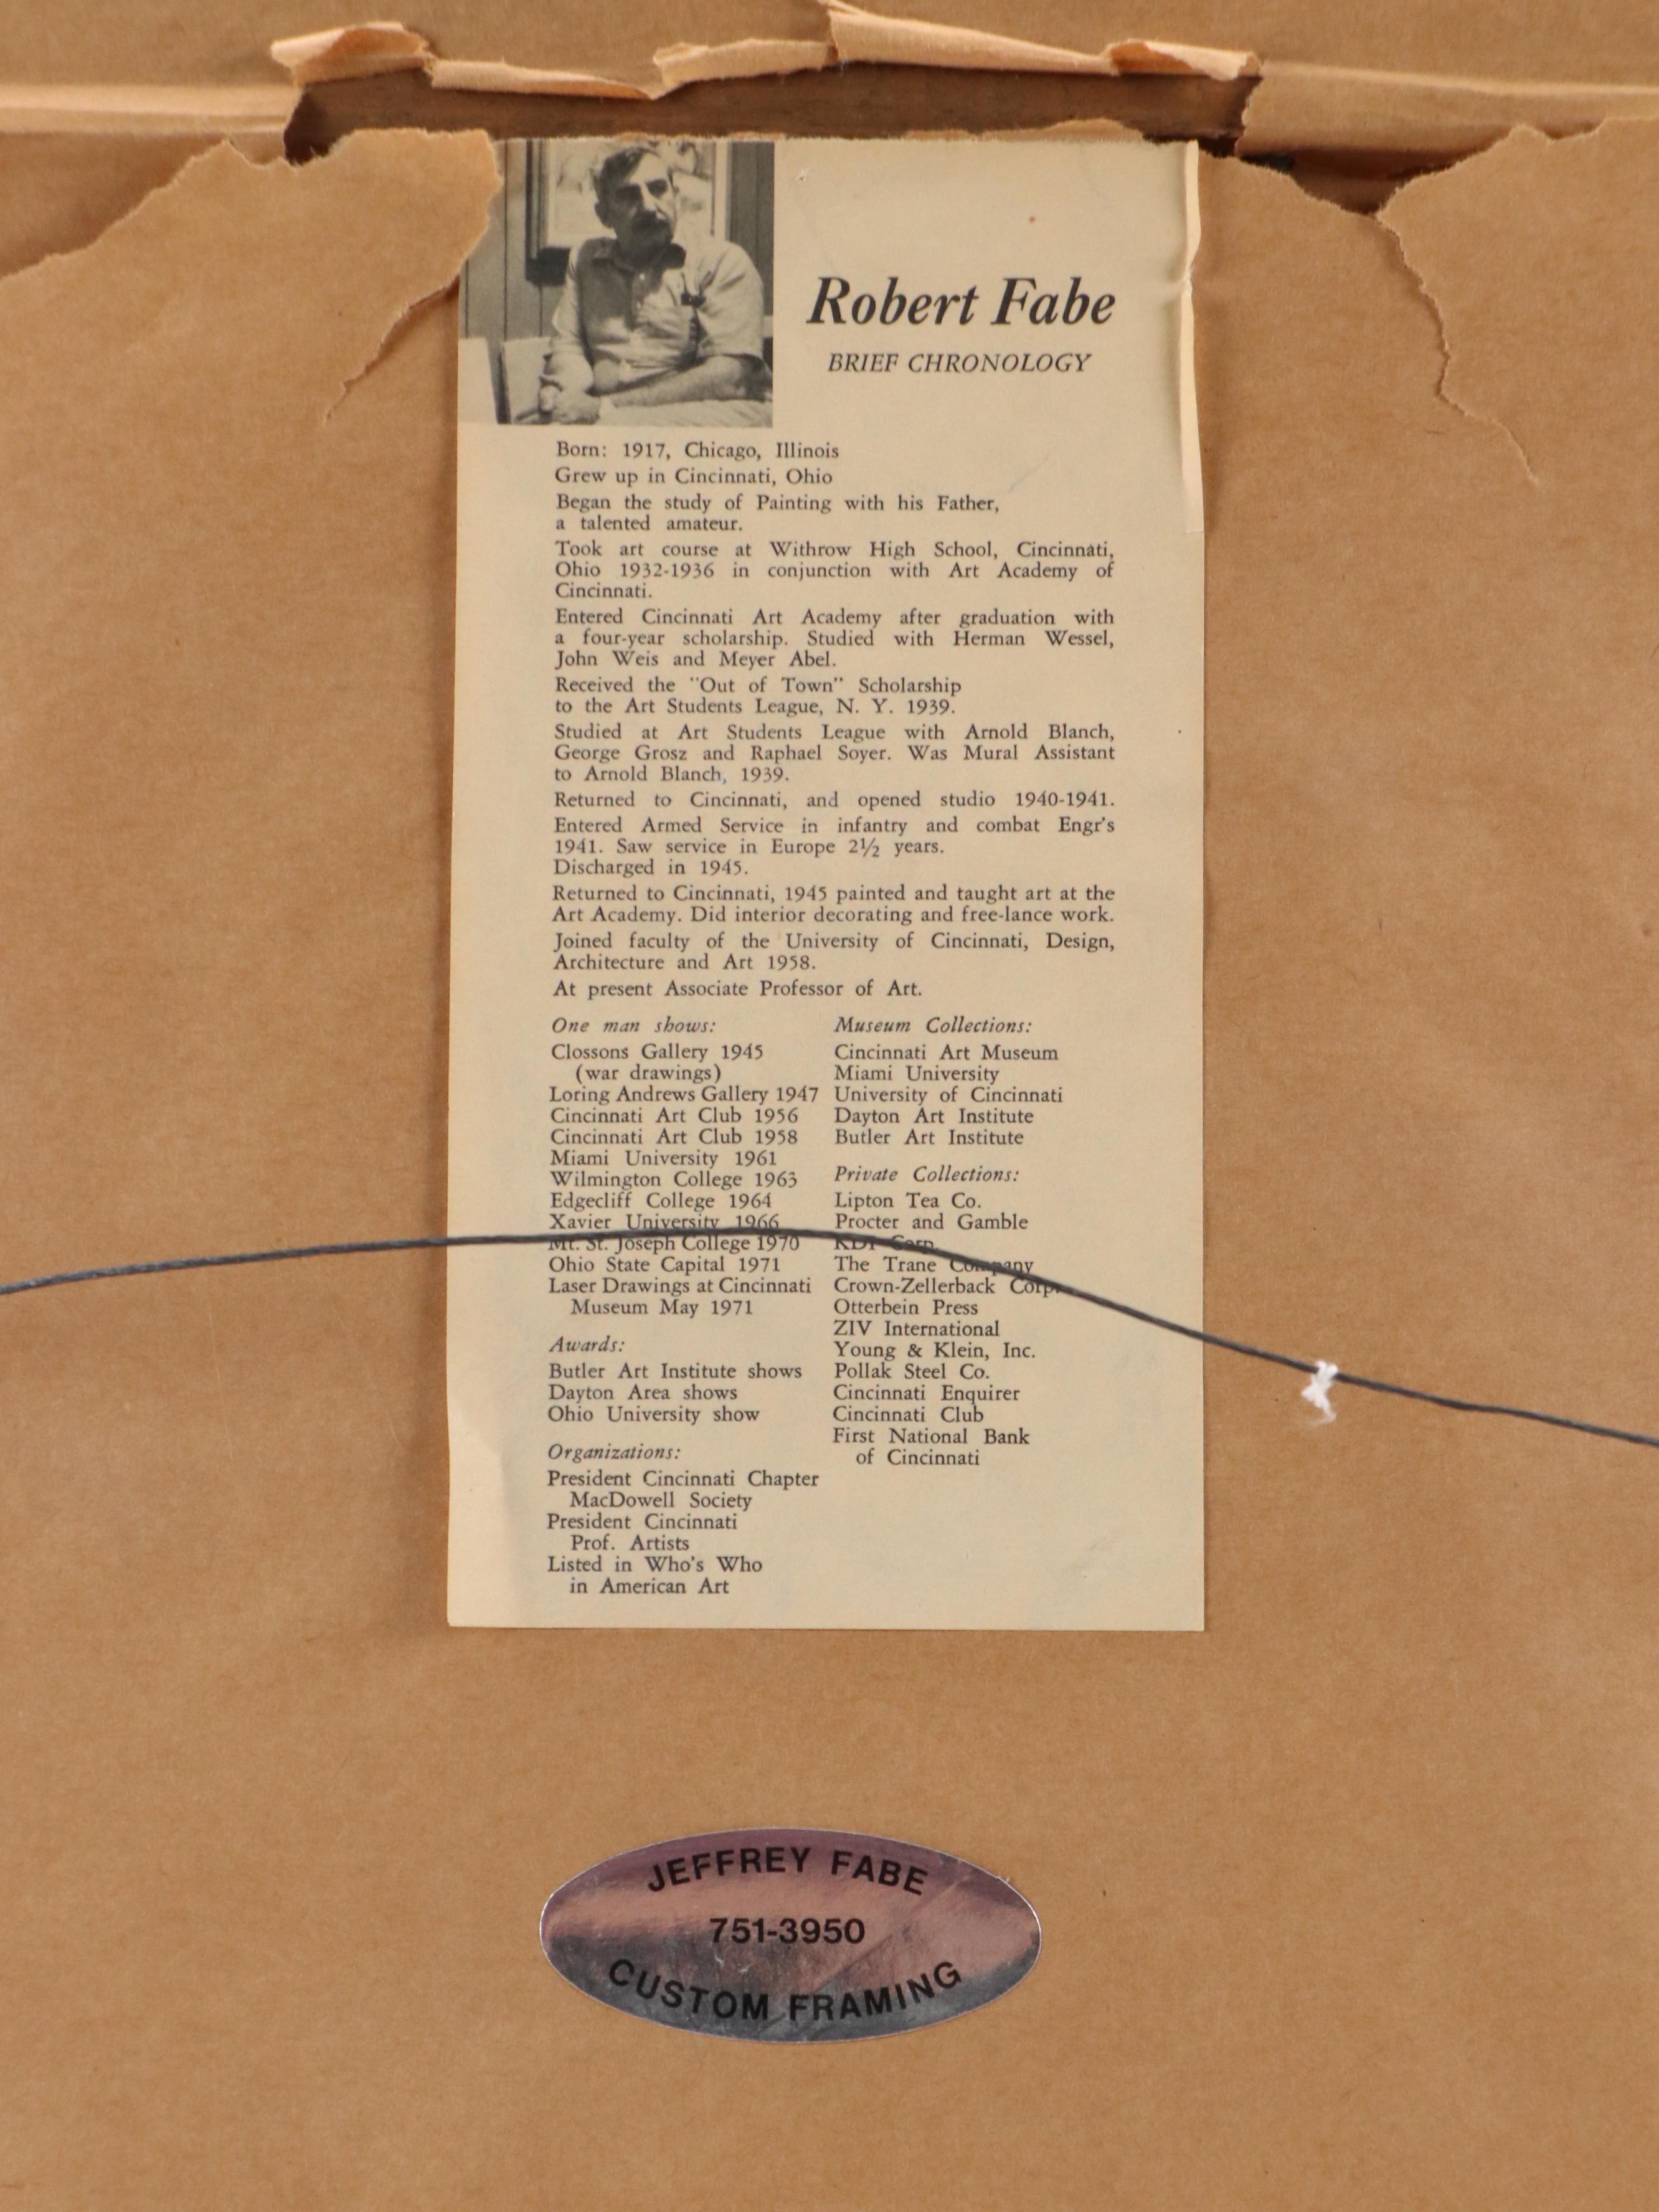 Robert Fabe
BRIEF CHRONOLOGY
Born: 1917, Chicago, Illinois
Grew up in Cincinnati, Ohio
Began the study of Painting with his Father,
a talented amateur.
Took art course at Withrow High School, Cincinnati,
Ohio 1932-1936 in conjunction with Art Academy of
Cincinnati.
Entered Cincinnati Art Academy after graduation with
a four-year scholarship. Studied with Herman Wessel,
John Weis and Meyer Abel.
Received the "Out of Town" Scholarship
to the Art Students League, N. Y. 1939.
Studied at Art Students League with Arnold Blanch,
George Grosz and Raphael Soyer. Was Mural Assistant
to Arnold Blanch, 1939.
Returned to Cincinnati, and opened studio 1940-1941.
Entered Armed Service in infantry and combat Engr's
1941. Saw service in Europe 2½ years.
Discharged in 1945.
Returned to Cincinnati, 1945 painted and taught art at the
Art Academy. Did interior decorating and free-lance work.
Joined faculty of the University of Cincinnati, Design,
Architecture and Art 1958.
At present Associate Professor of Art.
One man shows:
Clossons Gallery 1945
(war drawings)
Loring Andrews Gallery 1947
Cincinnati Art Club 1956
Cincinnati Art Club 1958
Miami University 1961
Wilmington College 1963
Edgecliff College 1964
Xavier University 1966
Mt. St. Joseph College 1970
Ohio State Capital 1971
Laser Drawings at Cincinnati
Museum May 1971
Awards:
Butler Art Institute shows
Dayton Area shows
Ohio University show
Organizations:
President Cincinnati Chapter
MacDowell Society
President Cincinnati
Prof. Artists
Listed in Who's Who
in American Art
Museum Collections:
Cincinnati Art Museum
Miami University
University of Cincinnati
Dayton Art Institute
Butler Art Institute
Private Collections:
Lipton Tea Co.
Procter and Gamble
KDI Corp.
The Trane Company
Crown-Zellerback Corp.
Otterbein Press
ZIV International
Young & Klein, Inc.
Pollak Steel Co.
Cincinnati Enquirer
Cincinnati Club
First National Bank
of Cincinnati
JEFFREY FABE
751-3950
CUSTOM FRAMING